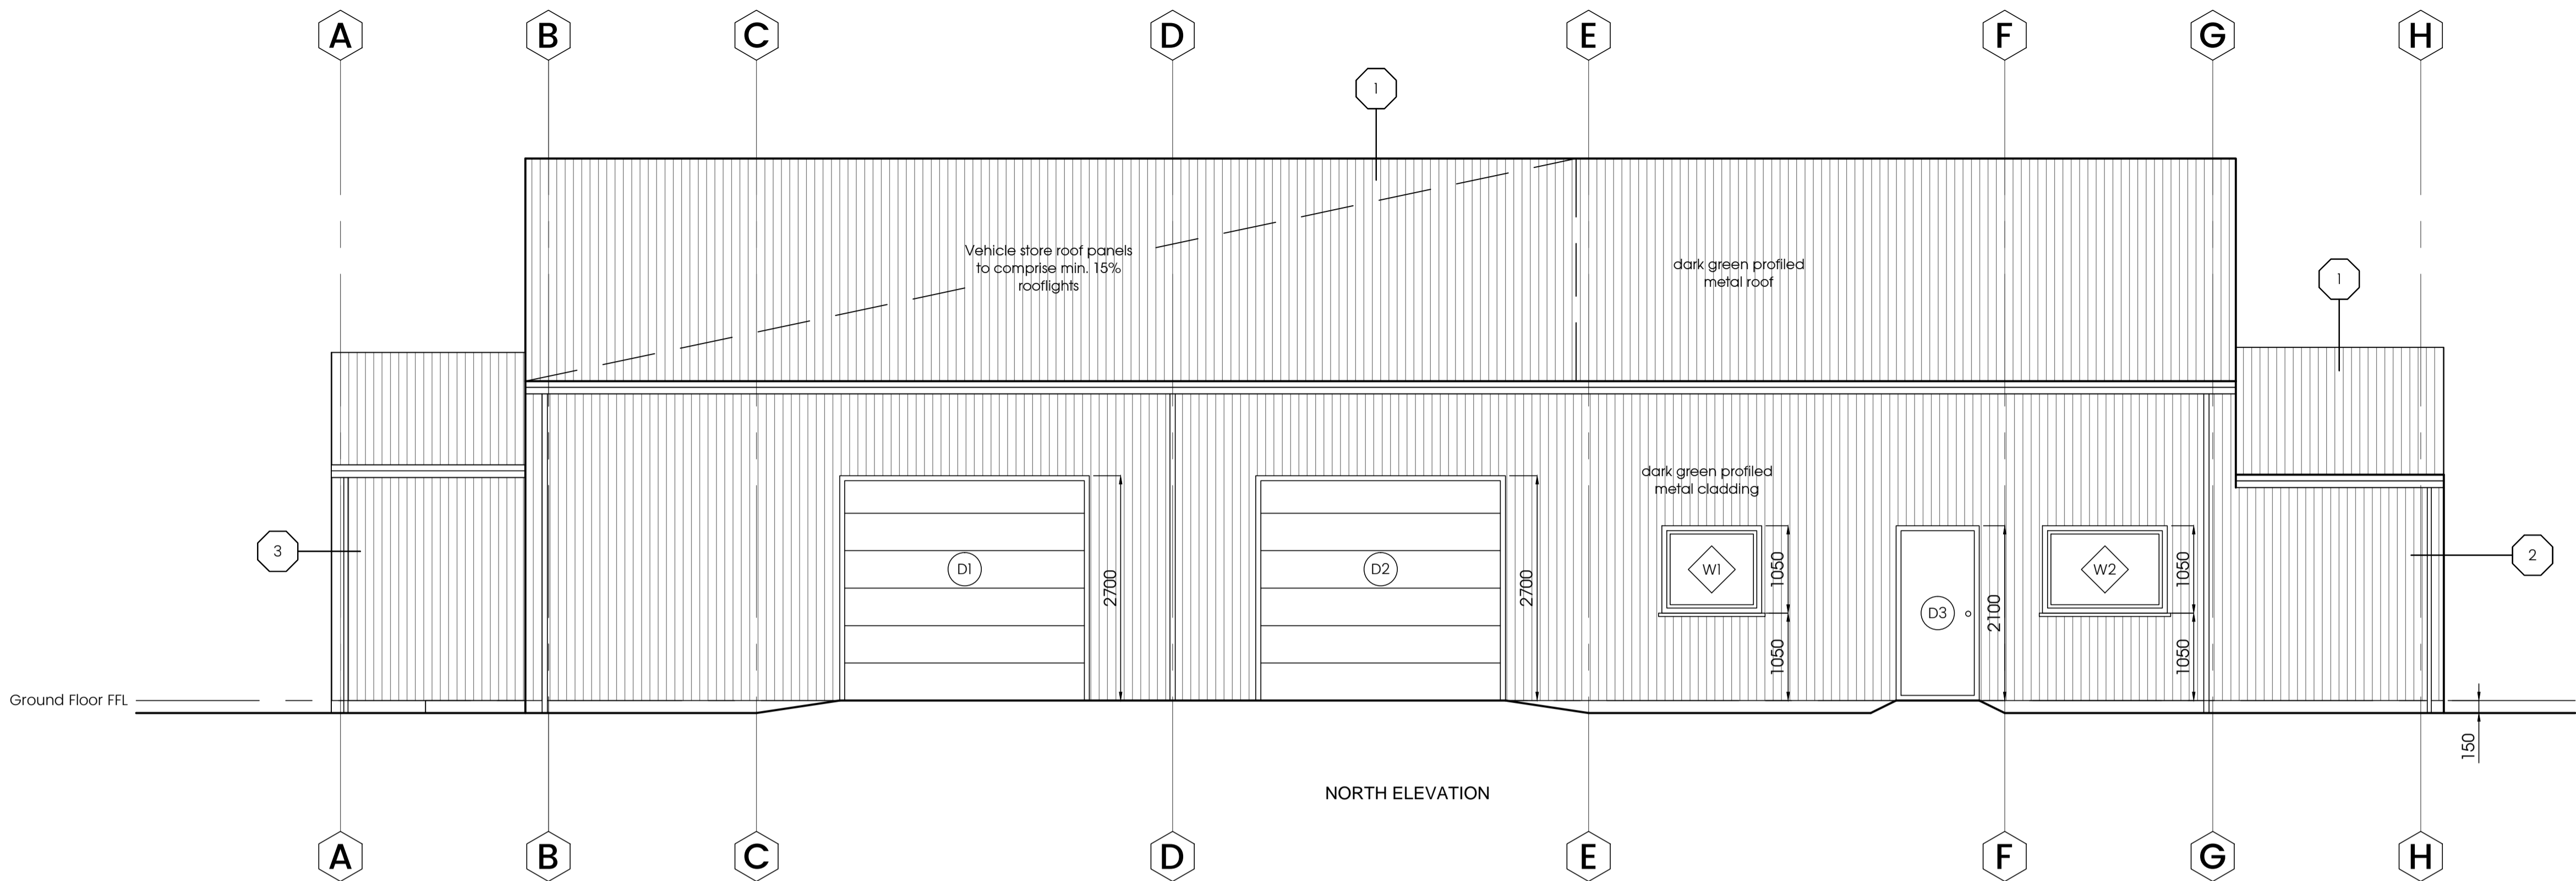 A B C D E F G H
1
Vehicle store roof panels
to comprise min. 15%
rooflights
dark green profiled
metal roof
1
dark green profiled
metal cladding
3
D1
2700
D2
2700
W1
1050
1050
D3
2100
W2
1050
1050
2
Ground Floor FFL
150
NORTH ELEVATION
A B C D E F G H